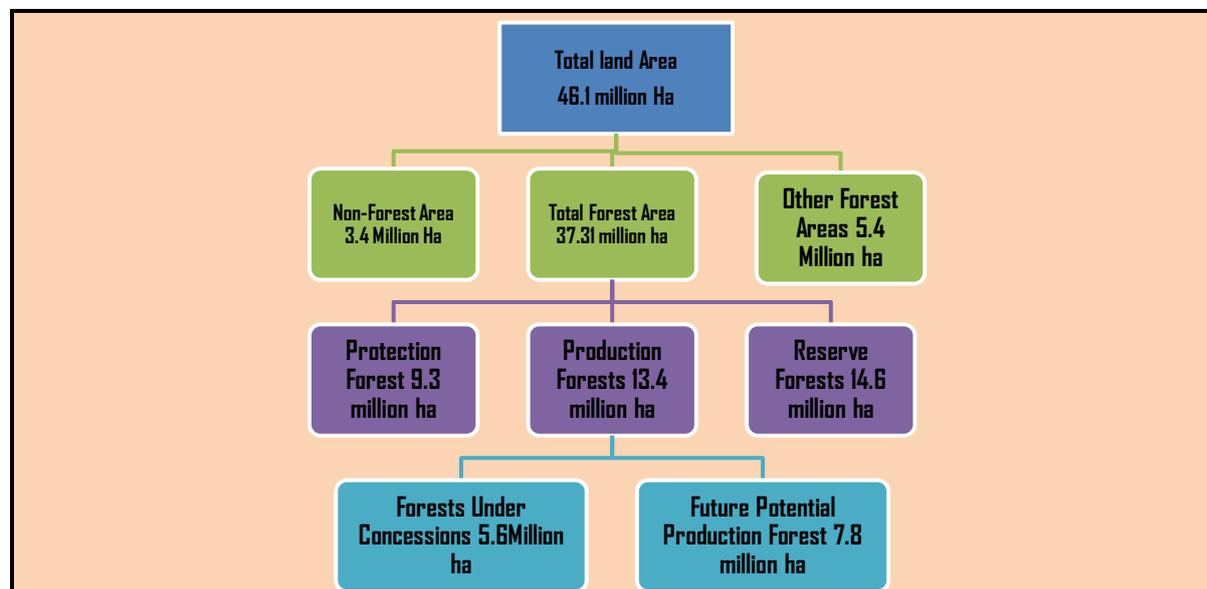 Total land Area
46.1 million Ha
Non-Forest Area
3.4 Million Ha
Total Forest Area
37.31 million ha
Other Forest
Areas 5.4
Million ha
Protection
Forest 9.3
million ha
Production
Forests 13.4
million ha
Reserve
Forests 14.6
million ha
Forests Under
Concessions 5.6Million
ha
Future Potential
Production Forest 7.8
million ha